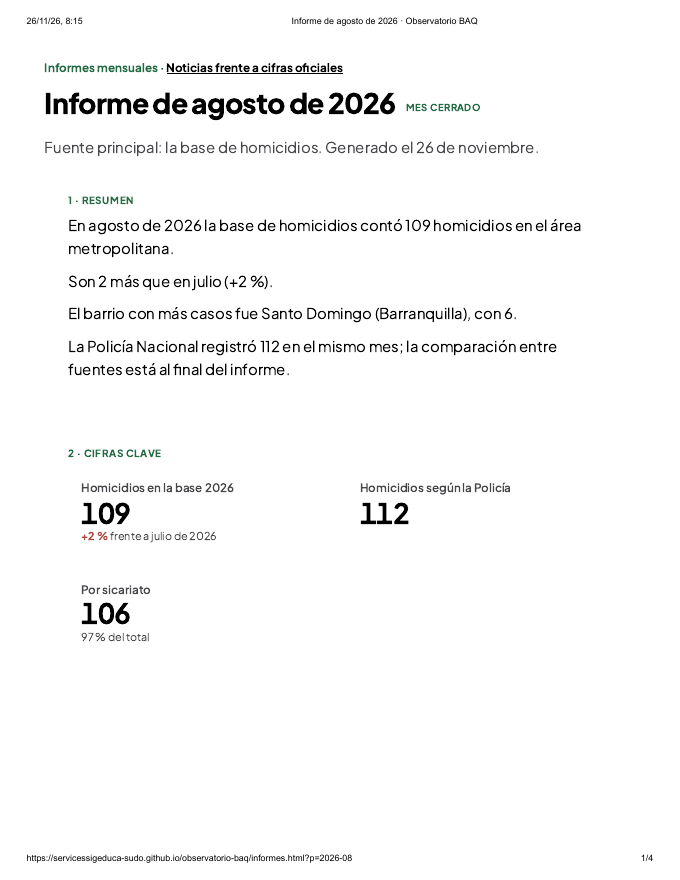 26/11/26, 8:15
Informe de agosto de 2026 · Observatorio BAQ
Informes mensuales · Noticias frente a cifras oficiales
Informe de agosto de 2026 MES CERRADO
Fuente principal: la base de homicidios. Generado el 26 de noviembre.
1 · RESUMEN
En agosto de 2026 la base de homicidios contó 109 homicidios en el área
metropolitana.
Son 2 más que en julio (+2 %).
El barrio con más casos fue Santo Domingo (Barranquilla), con 6.
La Policía Nacional registró 112 en el mismo mes; la comparación entre
fuentes está al final del informe.
2 · CIFRAS CLAVE
Homicidios en la base 2026
109
+2 % frente a julio de 2026
Homicidios según la Policía
112
Por sicariato
106
97 % del total
https://servicessigeduca-sudo.github.io/observatorio-baq/informes.html?p=2026-08
1/4